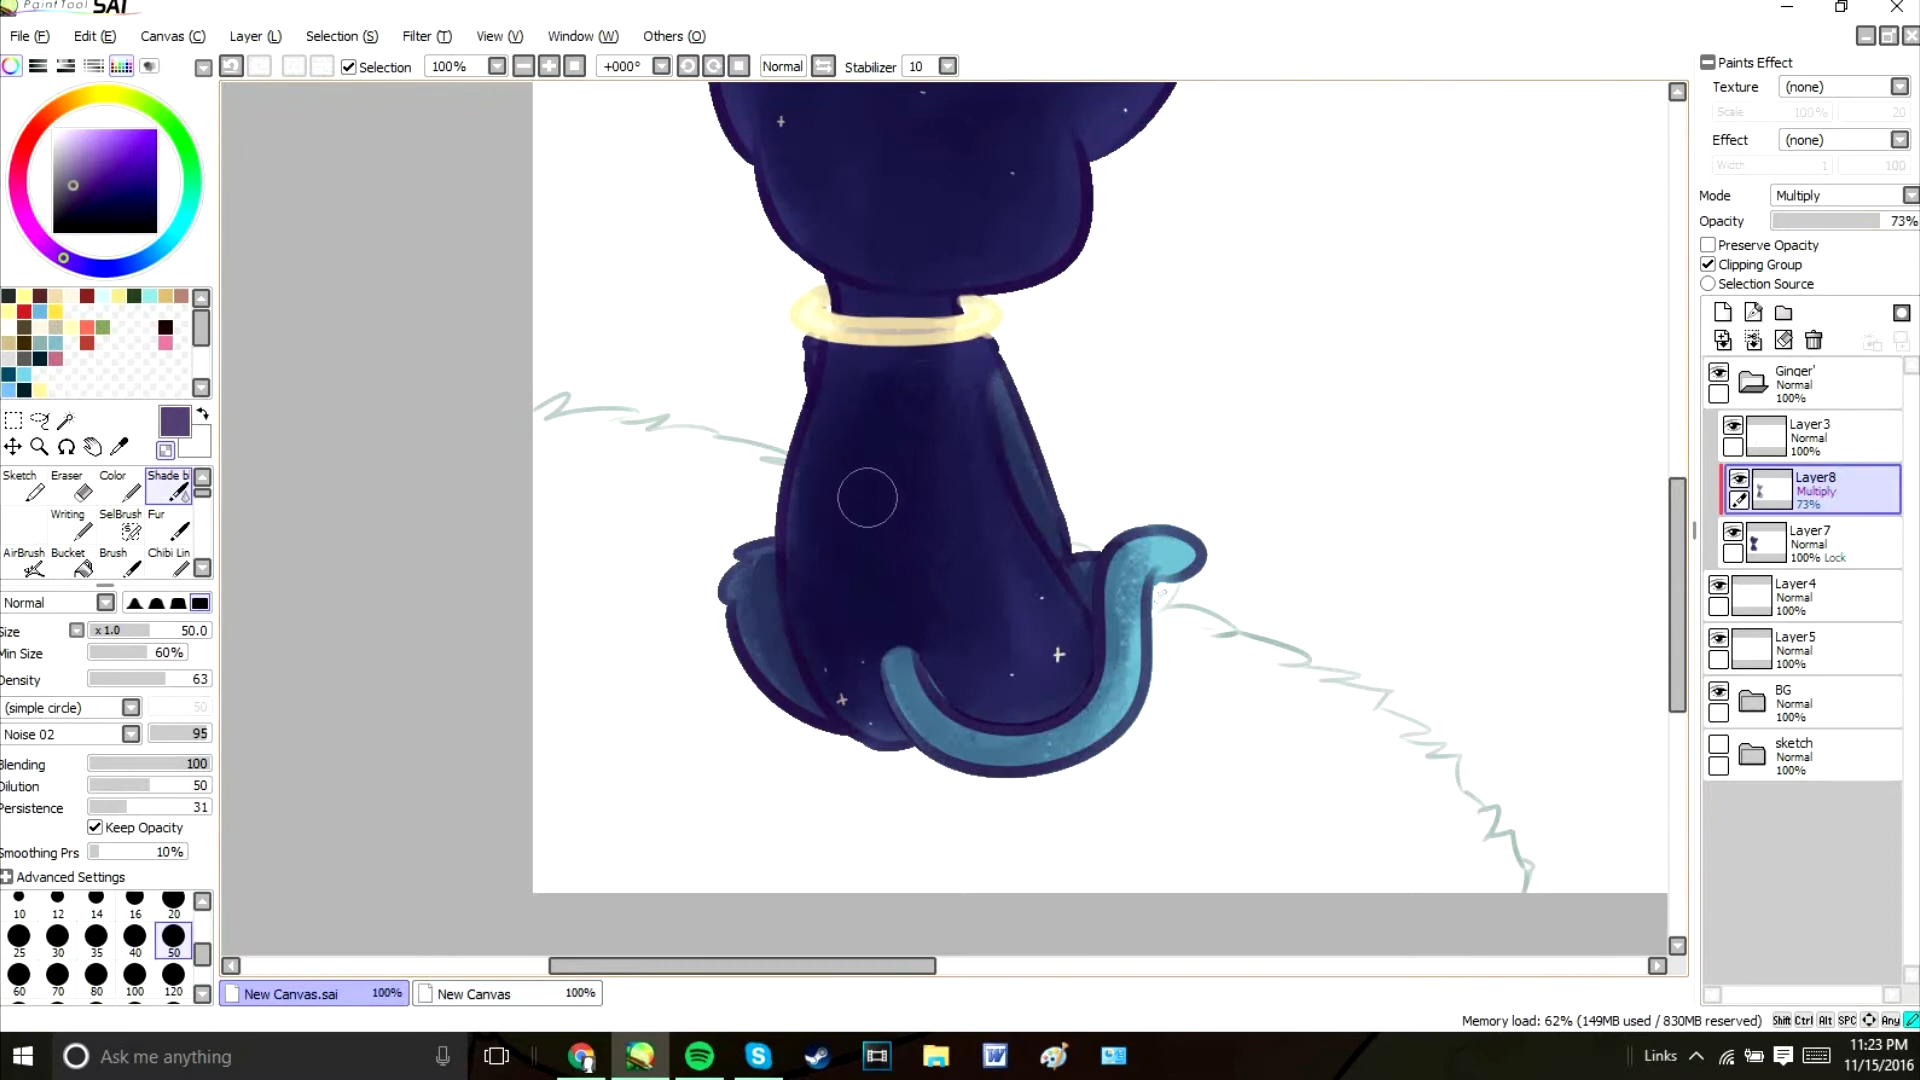 PaintTool SAI
File (F) Edit (E) Canvas (C) Layer (L) Selection (S) Filter (T) View (V) Window (W) Others (O)
Selection 100% +000° Normal Stabilizer 10
Paints Effect
Texture (none)
Scale 100% 20
Effect (none)
Width 1 100
Mode Multiply
Opacity 73%
Preserve Opacity
Clipping Group
Selection Source
Ginger'
Normal
100%
Layer3
Normal
100%
Layer8
Multiply
73%
Layer7
Normal
100% Lock
Layer4
Normal
100%
Layer5
Normal
100%
BG
Normal
100%
sketch
Normal
100%
Sketch Eraser Color Shade b
Writing SelBrush Fur
AirBrush Bucket Brush Chibi Lin
Normal
Size x 1.0 50.0
Min Size 60%
Density 63
(simple circle) 50
Noise 02 95
Blending 100
Dilution 50
Persistence 31
Keep Opacity
Smoothing Prs 10%
Advanced Settings
10 12 14 16 20
25 30 35 40 50
60 70 80 100 120
New Canvas.sai 100% New Canvas 100%
Memory load: 62% (149MB used / 830MB reserved) Shift Ctrl Alt SPC Any
Ask me anything
Links 11:23 PM
11/15/2016